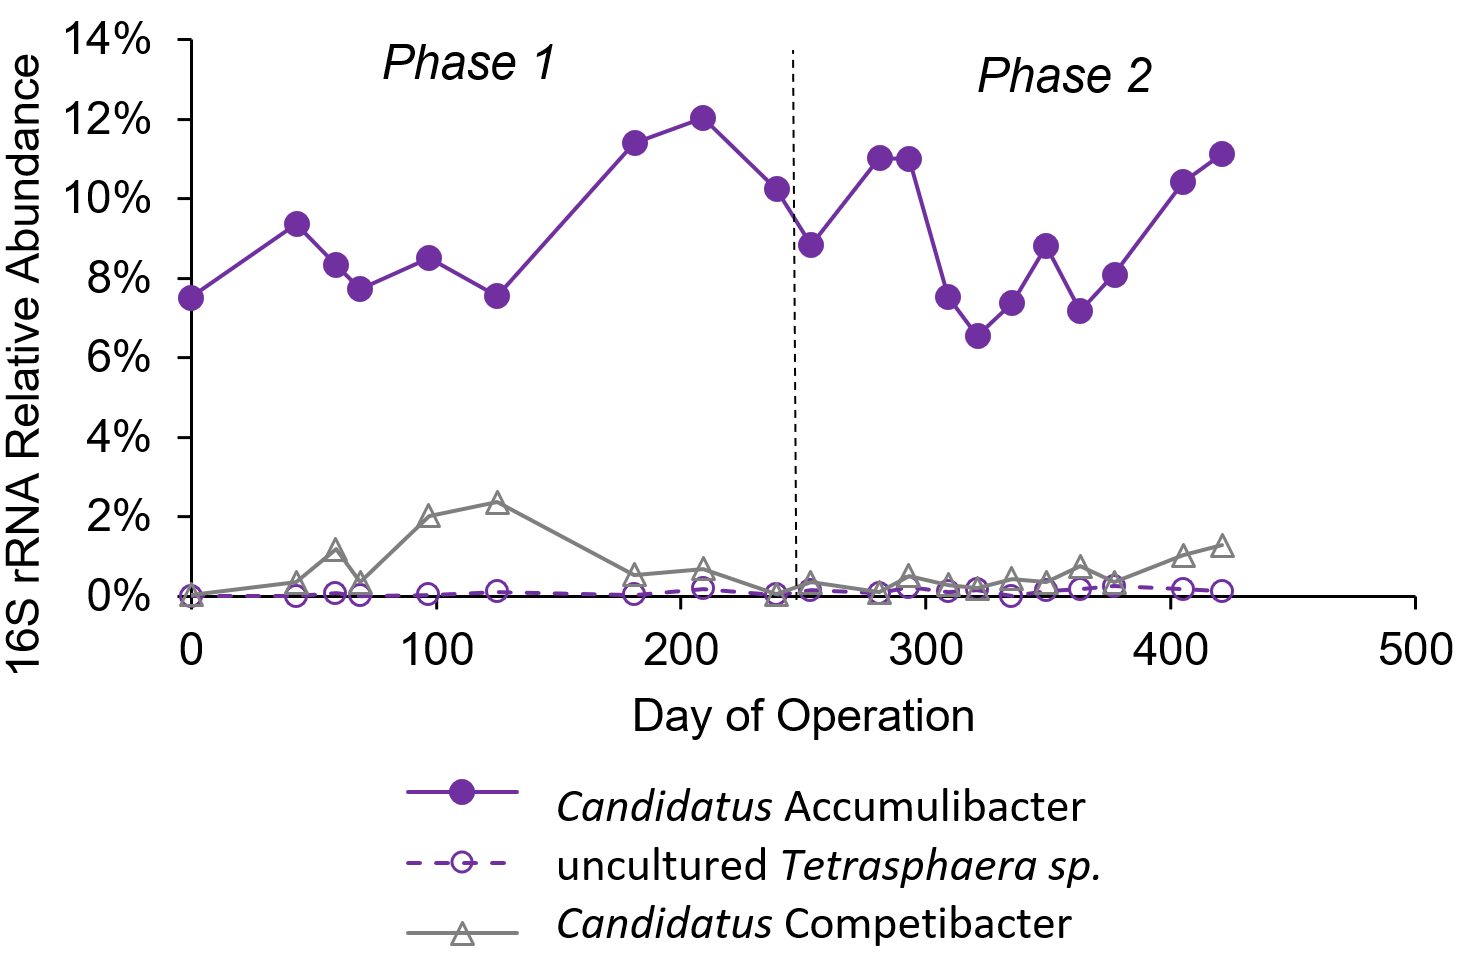 14%
Phase 1
Phase 2
12%
10%
8%
6%
4%
2%
0%
16S rRNA Relative Abundance
0
100
200
300
400
500
Day of Operation
Candidatus Accumulibacter
uncultured Tetrasphaera sp.
Candidatus Competibacter